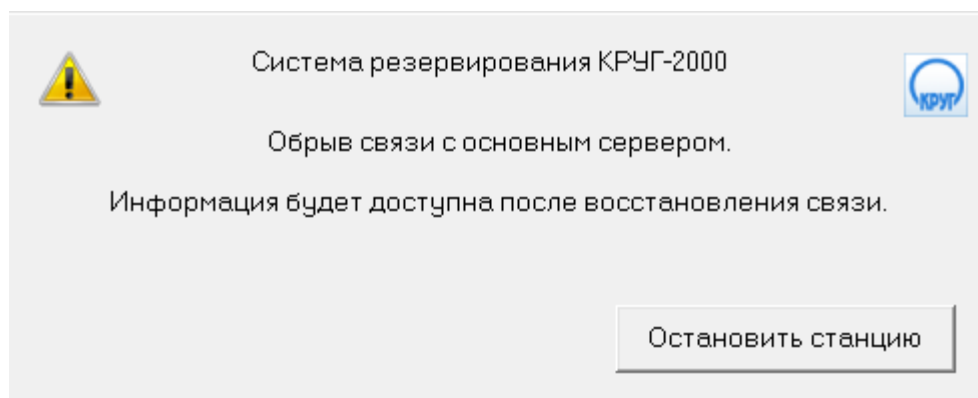 Система резервирования КРУГ-2000
КРУГ
Обрыв связи с основным сервером.
Информация будет доступна после восстановления связи.
Остановить станцию